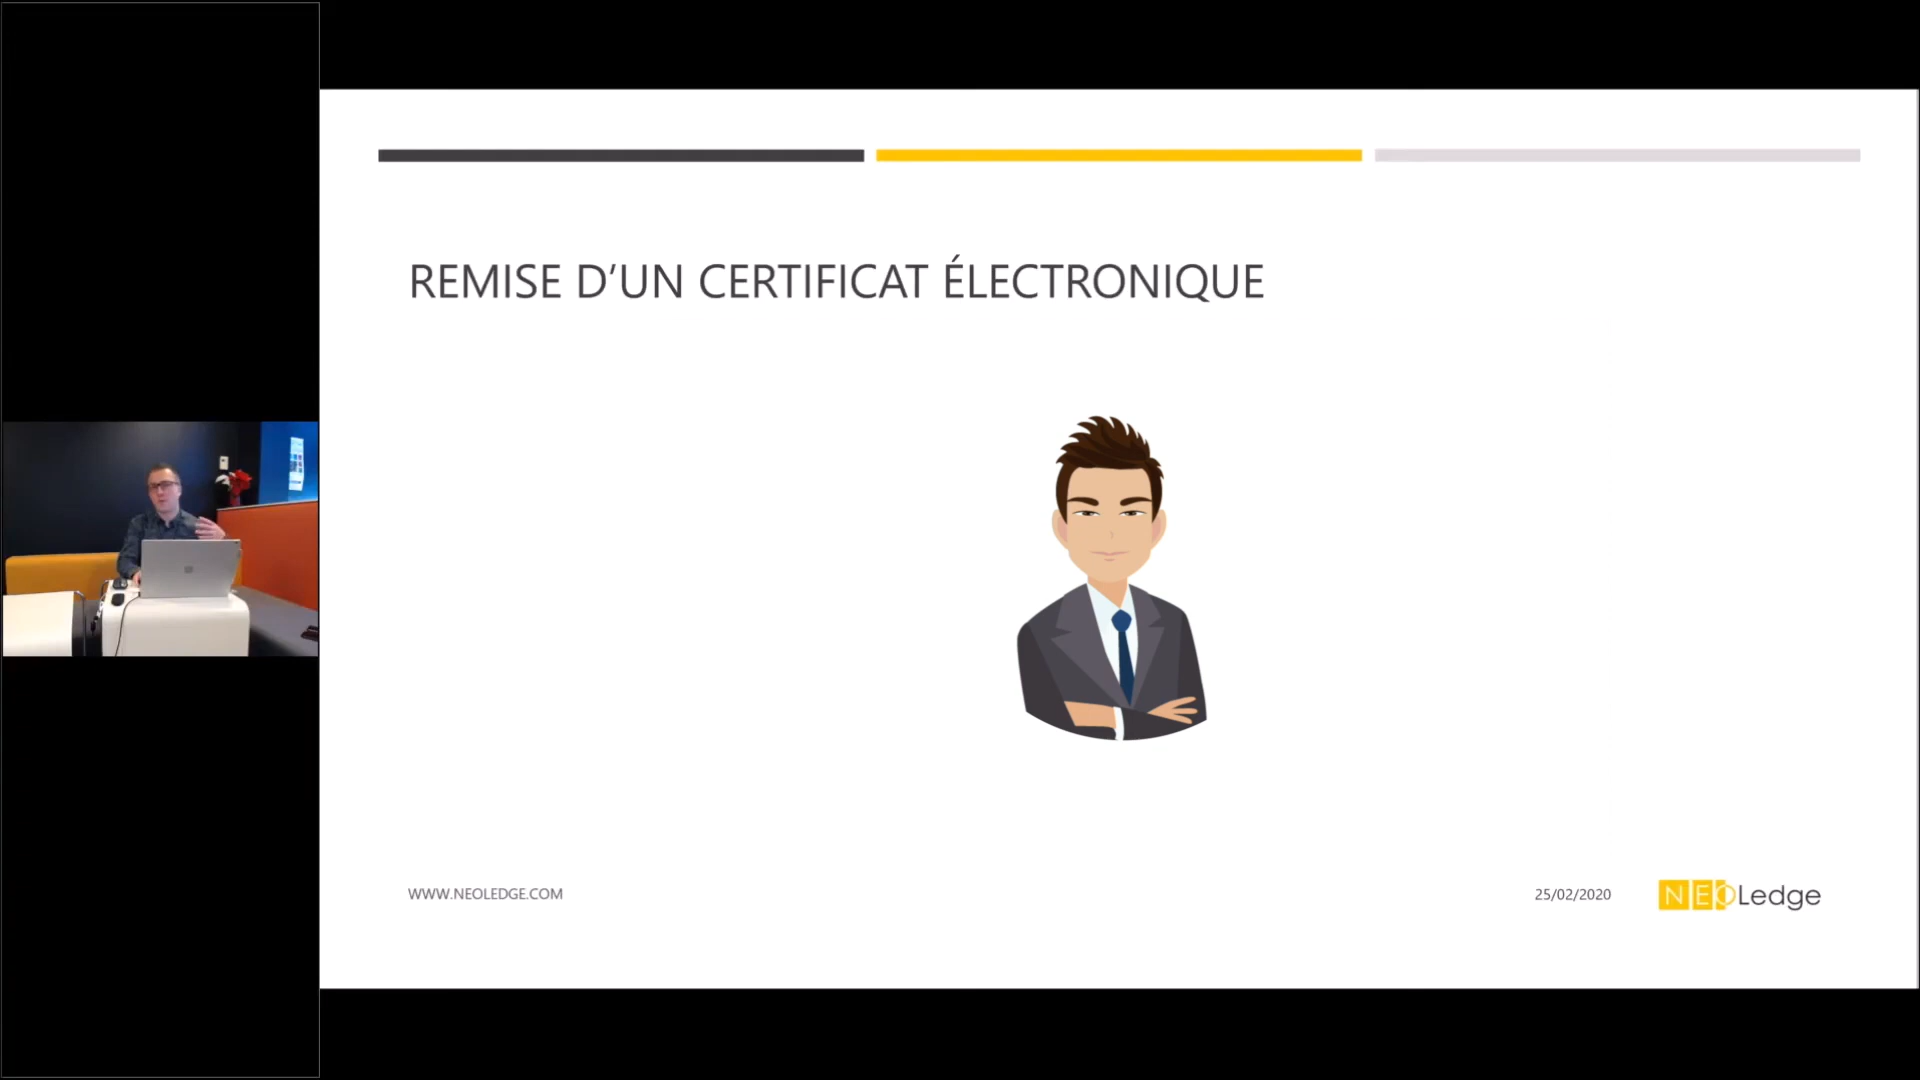 REMISE D’UN CERTIFICAT ÉLECTRONIQUE
WWW.NEOLEDGE.COM
25/02/2020
NEOLedge